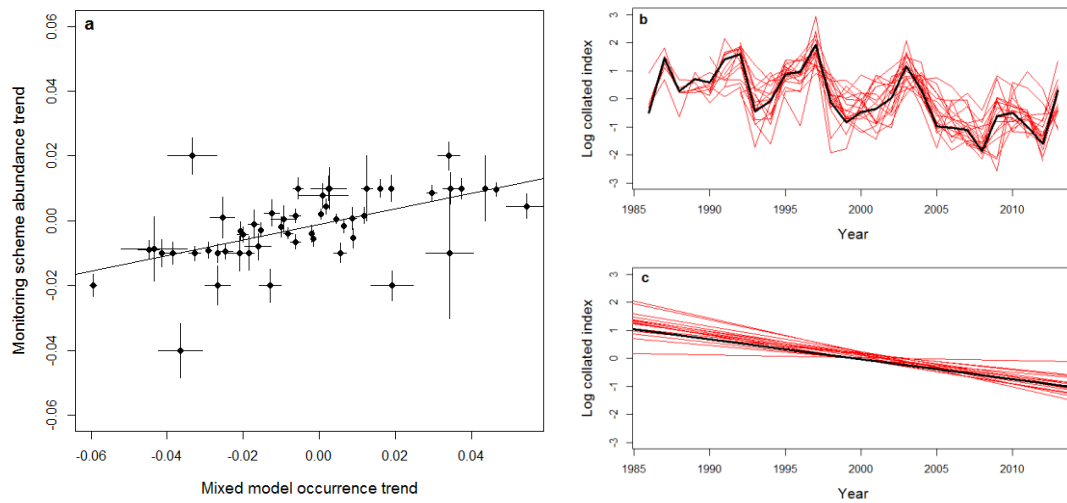 a
Monitoring scheme abundance trend
0.06
0.04
0.02
0.00
-0.02
-0.04
-0.06
-0.06 -0.04 -0.02 0.00 0.02 0.04
Mixed model occurrence trend
b
Log collated index
3
2
1
0
-1
-2
-3
1985 1990 1995 2000 2005 2010
Year
c
Log collated index
3
2
1
0
-1
-2
-3
1985 1990 1995 2000 2005 2010
Year